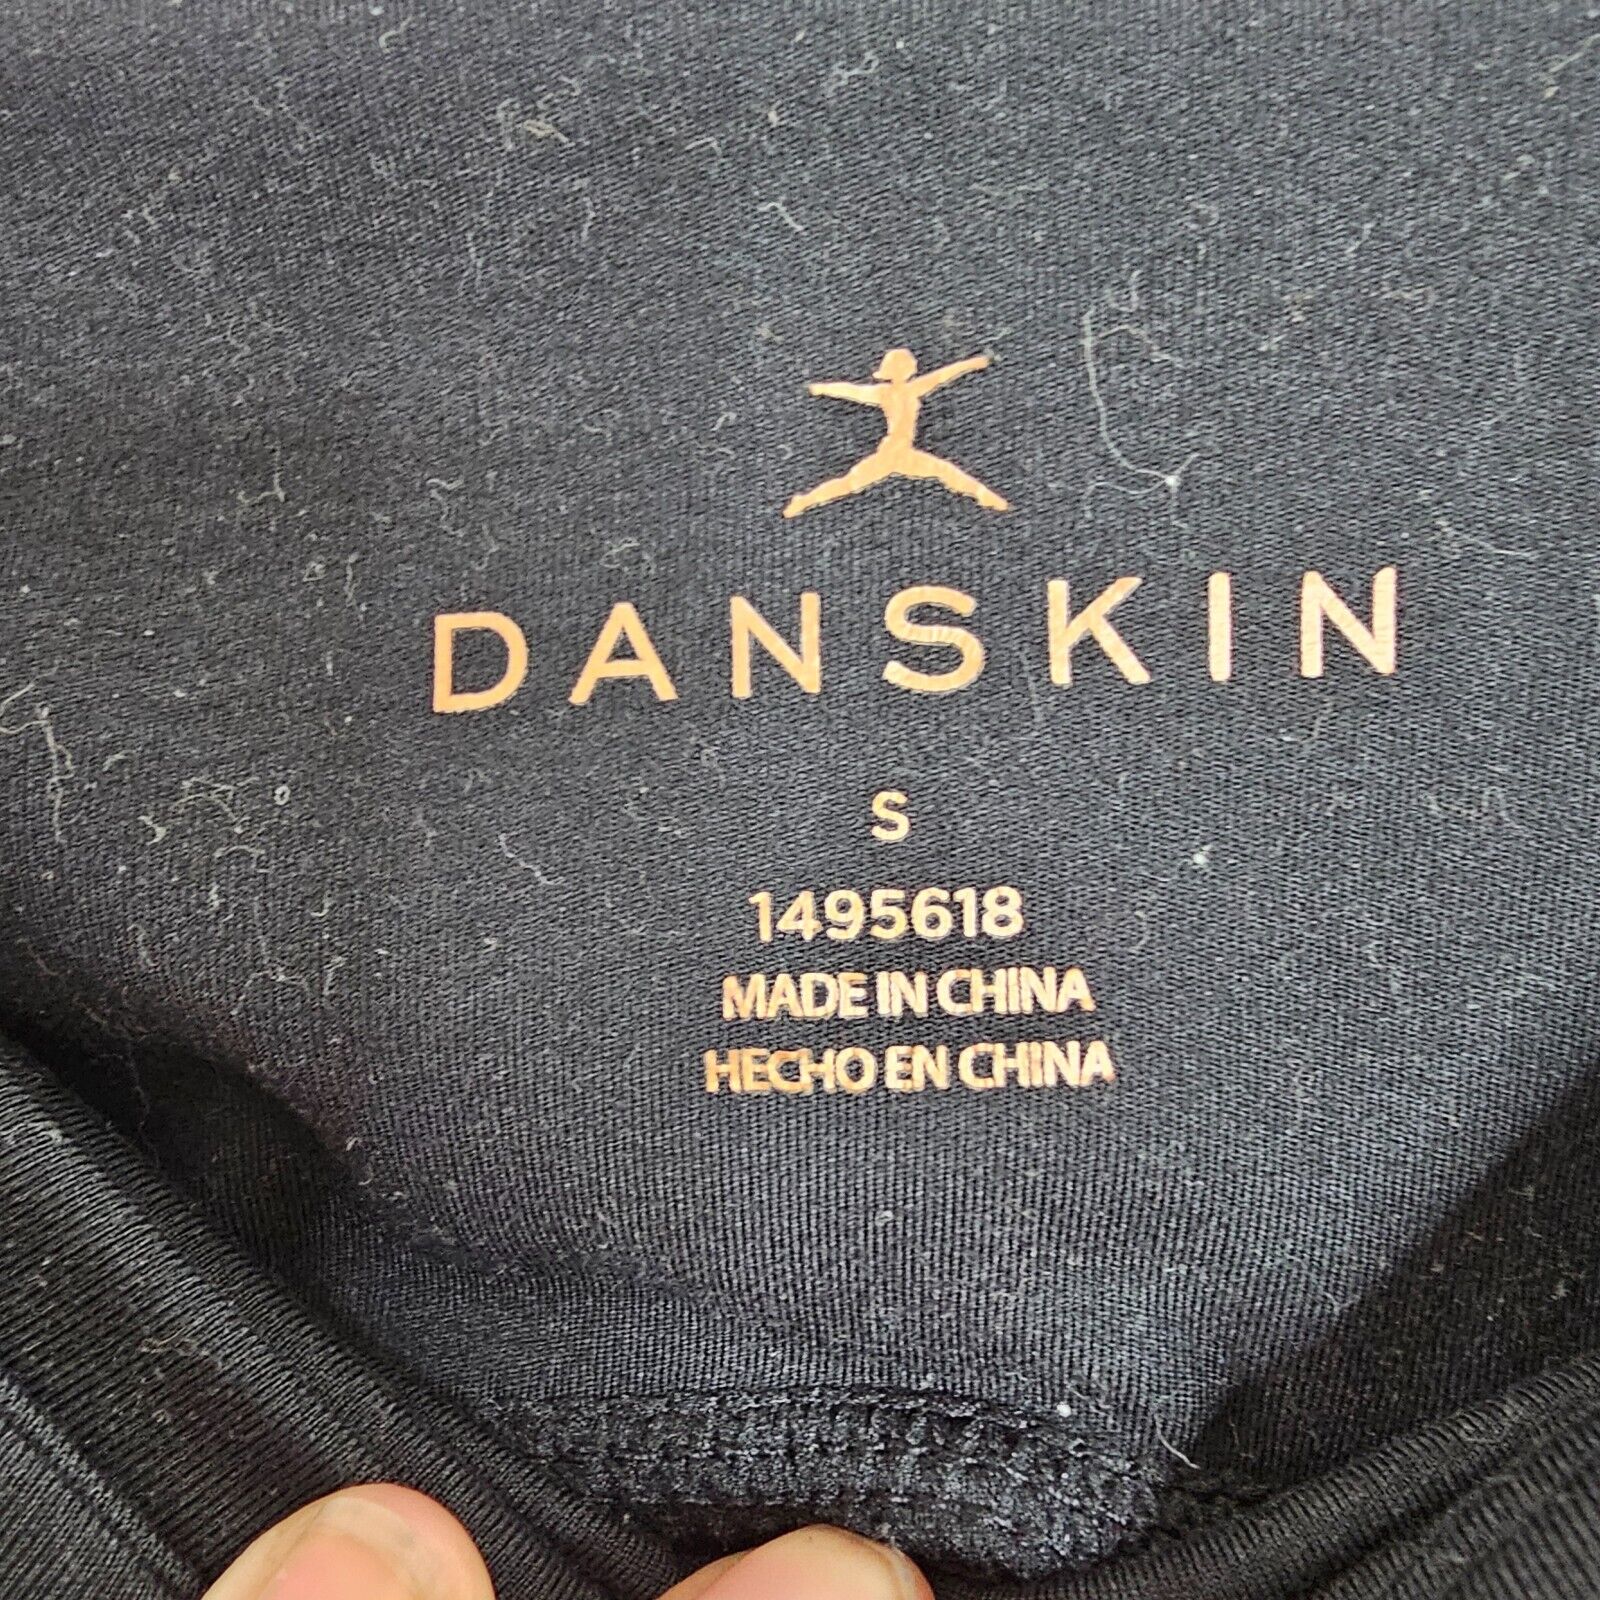 DANSKIN
S
1495618
MADE IN CHINA
HECHO EN CHINA